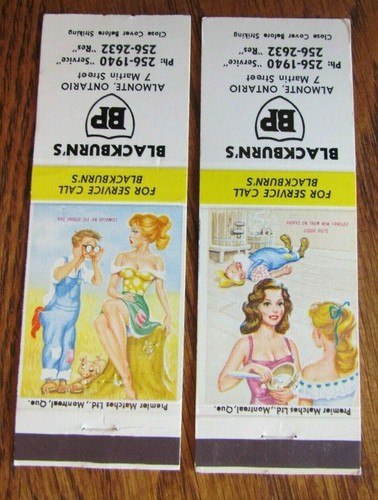 Close Cover Before Striking
Ph: 256-1940 "Service"
256-2632 "Res"
7 Martin Street
ALMONTE, ONTARIO
BP
BLACKBURN'S
FOR SERVICE CALL
BLACKBURN'S
Premier Matches Ltd., Montreal, Que.
Close Cover Before Striking
Ph: 256-1940 "Service"
256-2632 "Res"
7 Martin Street
ALMONTE, ONTARIO
BP
BLACKBURN'S
FOR SERVICE CALL
BLACKBURN'S
Premier Matches Ltd., Montreal, Que.